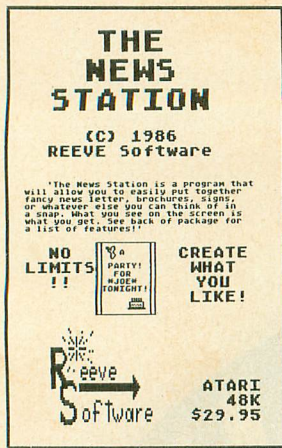 THE
NEWS
STATION
(C) 1986
REEVE Software
'The News Station is a program that
will allow you to easily put together
fancy news letter, brochures, signs,
or whatever else you can think of in
a snap. What you see on the screen is
what you get. See back of package for
a list of features!'
NO
LIMITS
!!
A
PARTY!
FOR
"JOE"
TONIGHT!
CREATE
WHAT
YOU
LIKE!
Reeve
Software
ATARI
48K
$29.95